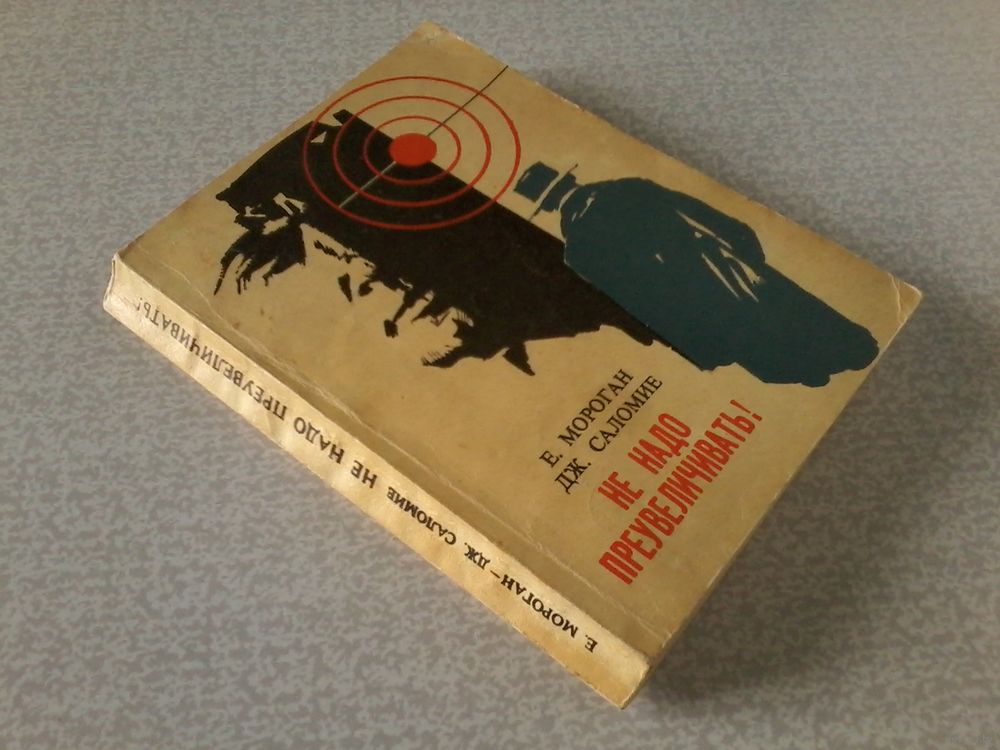 Е. МОРОГАН
ДЖ. САЛОМИЕ
НЕ НАДО
ПРЕУВЕЛИЧИВАТЬ!
Е. МОРОГАН – ДЖ. САЛОМИЕ НЕ НАДО ПРЕУВЕЛИЧИВАТЬ!